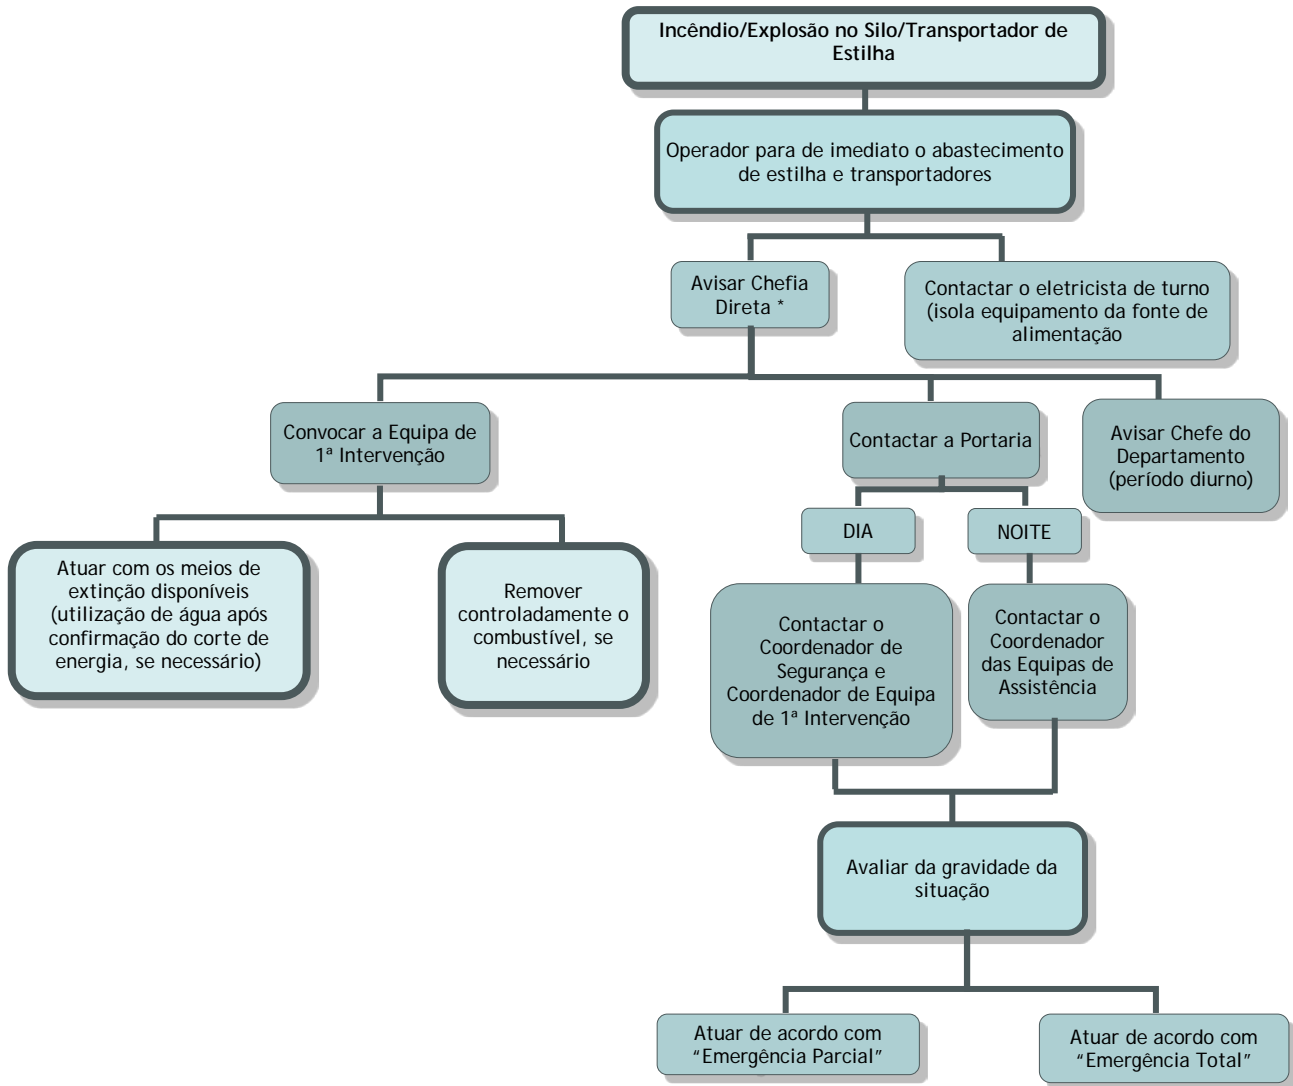 Incêndio/Explosão no Silo/Transportador de
Estilha
Operador para de imediato o abastecimento
de estilha e transportadores
Avisar Chefia
Direta *
Contactar o eletricista de turno
(isola equipamento da fonte de
alimentação
Convocar a Equipa de
1ª Intervenção
Contactar a Portaria
Avisar Chefe do
Departamento
(período diurno)
DIA
NOITE
Atuar com os meios de
extinção disponíveis
(utilização de água após
confirmação do corte de
energia, se necessário)
Remover
controladamente o
combustível, se
necessário
Contactar o
Coordenador de
Segurança e
Coordenador de Equipa
de 1ª Intervenção
Contactar o
Coordenador
das Equipas de
Assistência
Avaliar da gravidade da
situação
Atuar de acordo com
“Emergência Parcial”
Atuar de acordo com
“Emergência Total”